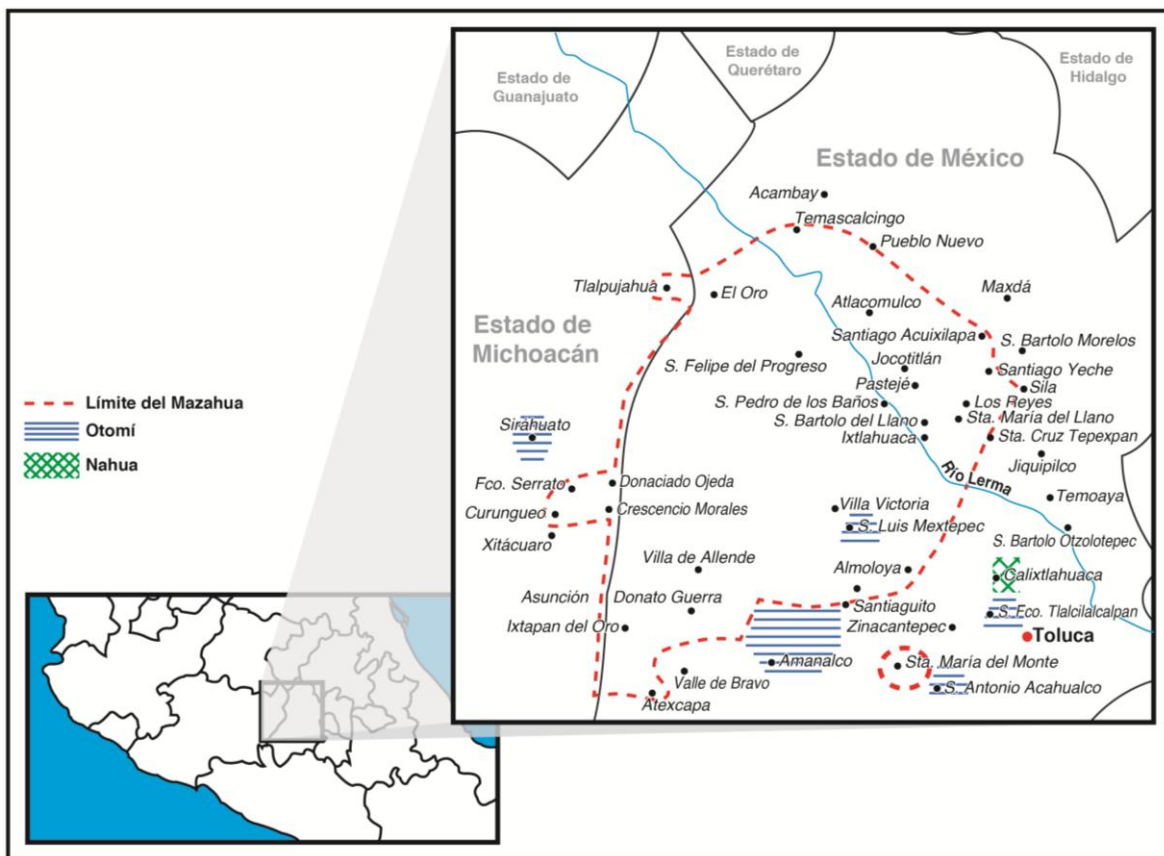 Estado de
Guanajuato
Estado de
Querétaro
Estado de
Hidalgo
Estado de México
Acambay
Temascalcingo
Pueblo Nuevo
Tlalpujahua
El Oro
Maxdá
Atlacomulco
Estado de
Michoacán
Santiago Acuixilapa
S. Bartolo Morelos
S. Felipe del Progreso
Jocotitlán
Santiago Yeche
Pastejé
Sila
S. Pedro de los Baños
Los Reyes
S. Bartolo del Llano
Sta. María del Llano
Ixtlahuaca
Sta. Cruz Tepexpan
Siráhuato
Jiquipilco
Río Lerma
Fco. Serrato
Donaciado Ojeda
Temoaya
Curungueo
Crescencio Morales
Villa Victoria
S. Luis Mextepec
Xitácuaro
S. Bartolo Otzolotepec
Villa de Allende
Almoloya
Calixtlahuaca
Asunción
Donato Guerra
Santiaguito
S. Fco. Tlalcilalcalpan
Ixtapan del Oro
Zinacantepec
Toluca
Amanalco
Sta. María del Monte
Valle de Bravo
S. Antonio Acahualco
Atexcapa
Límite del Mazahua
Otomí
Nahua